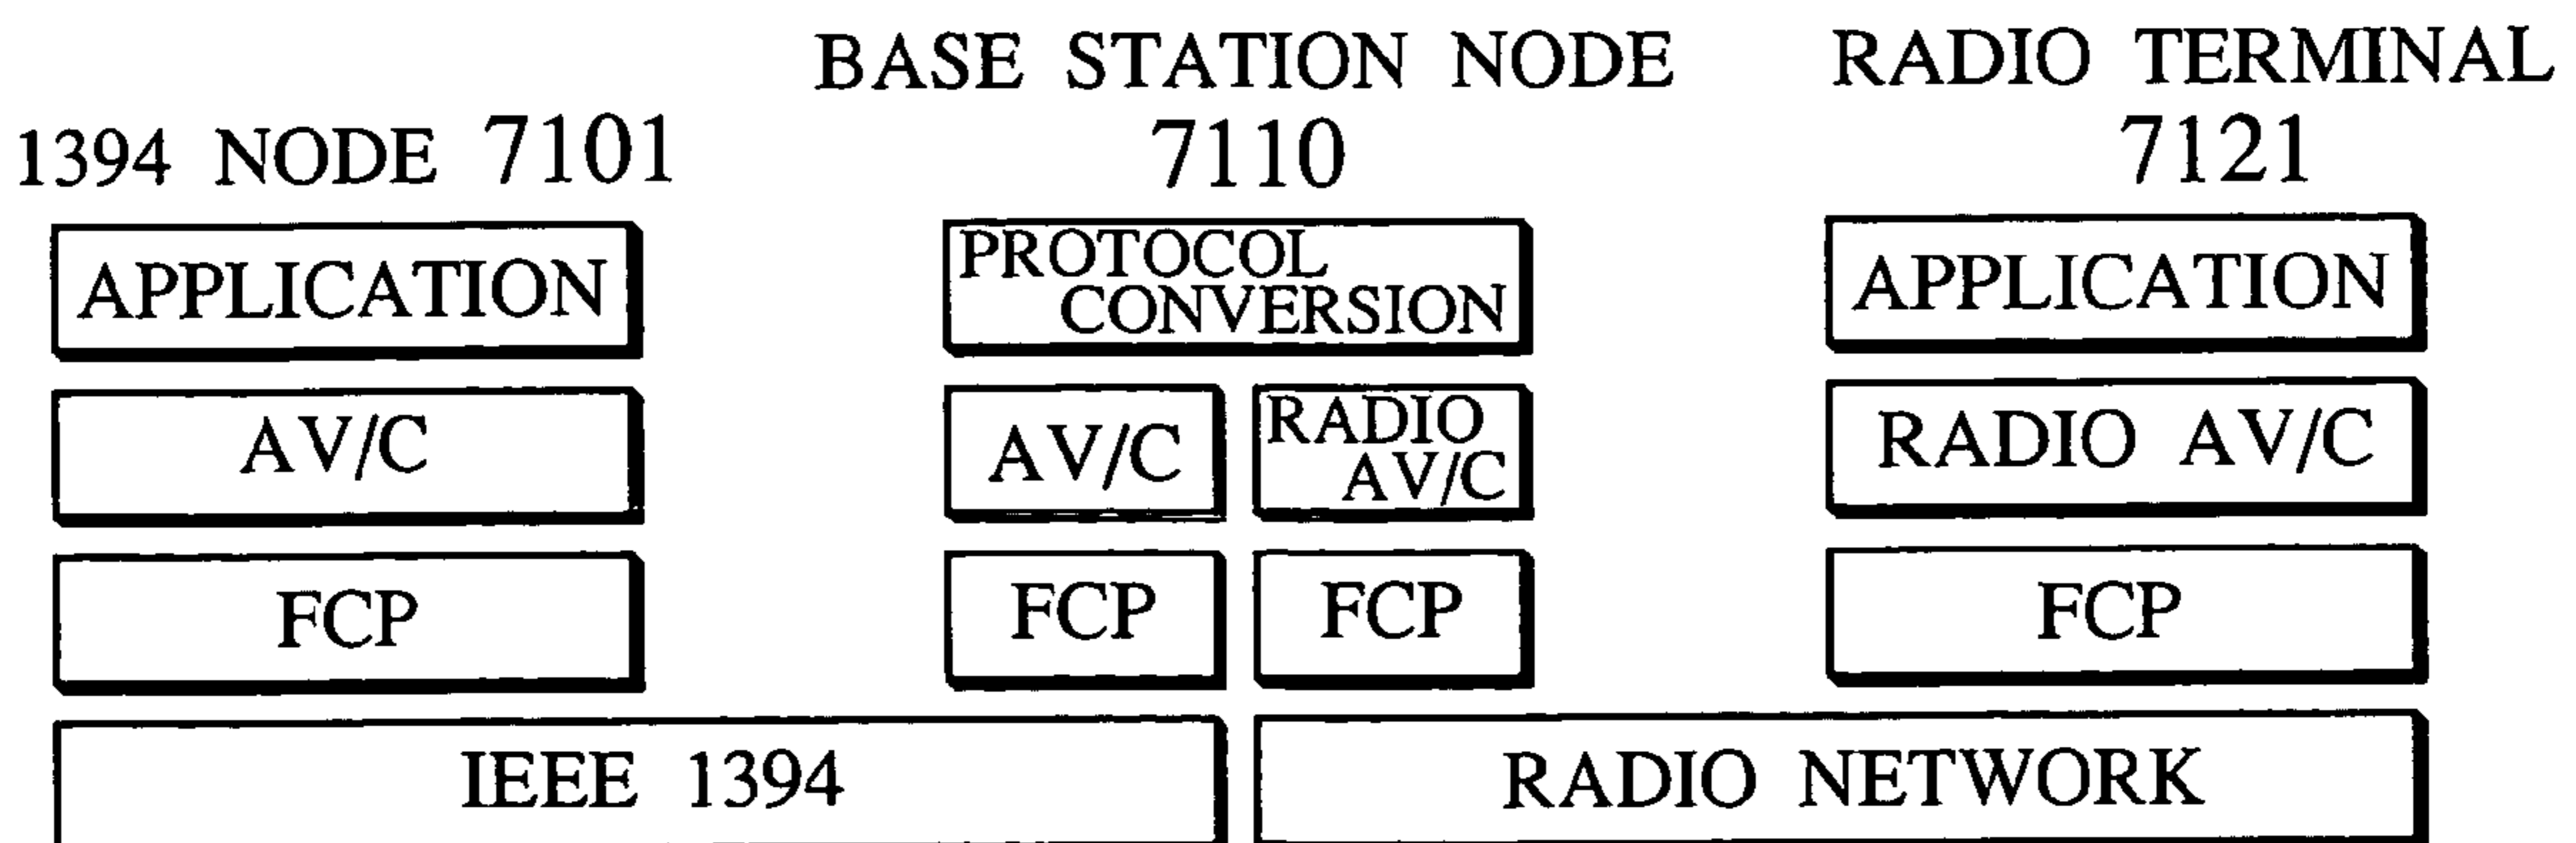 BASE STATION NODE
7110
RADIO TERMINAL
7121
1394 NODE 7101
APPLICATION
PROTOCOL
CONVERSION
APPLICATION
AV/C
AV/C
RADIO
AV/C
RADIO AV/C
FCP
FCP
FCP
FCP
IEEE 1394
RADIO NETWORK